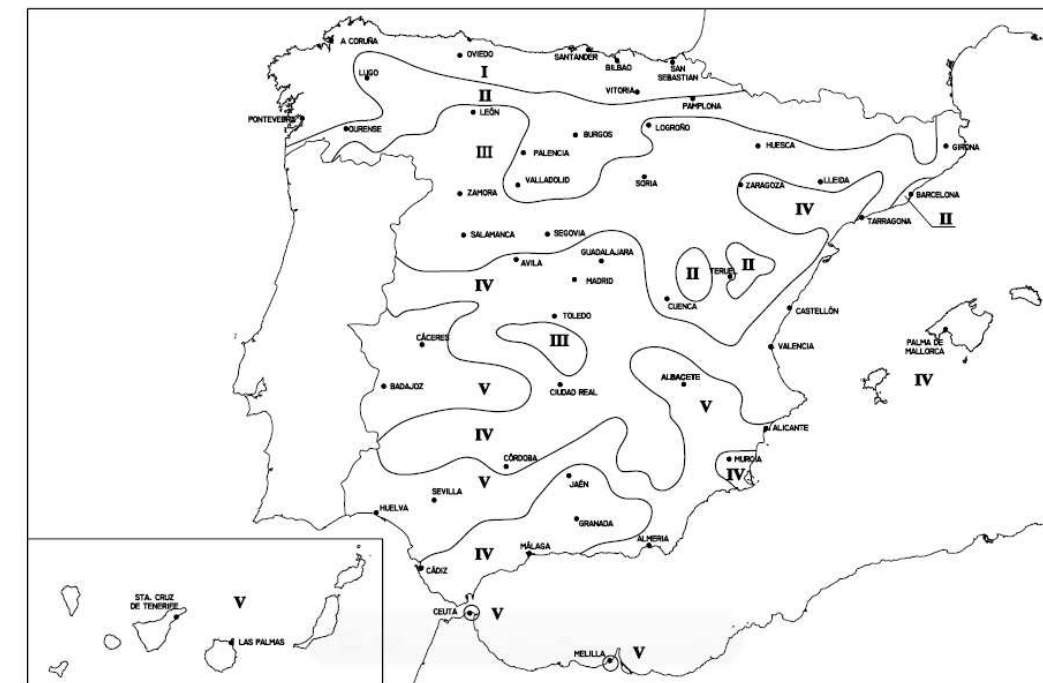 A CORUÑA
OVIEDO
SANTANDER
BILBAO
SAN
SEBASTIAN
LUGO
I
VITORIA
PAMPLONA
II
LEÓN
PONTEVEDRA
OURENSE
LOGROÑO
BURGOS
HUESCA
GIRONA
III
PALENCIA
SORIA
VALLADOLID
ZARAGOZA
LLEIDA
ZAMORA
BARCELONA
IV
TARRAGONA
II
SALAMANCA
SEGOVIA
GUADALAJARA
AVILA
II
TERUEL
II
IV
MADRID
CUENCA
CASTELLÓN
TOLEDO
CÁCERES
III
VALENCIA
PALMA DE
MALLORCA
IV
BADAJOZ
V
CIUDAD REAL
ALBACETE
V
ALICANTE
IV
CÓRDOBA
MURCIA
IV
V
JAÉN
SEVILLA
HUELVA
GRANADA
ALMERIA
MÁLAGA
IV
CÁDIZ
STA. CRUZ
DE TENERIFE
V
LAS PALMAS
CEUTA
V
MELILLA
V